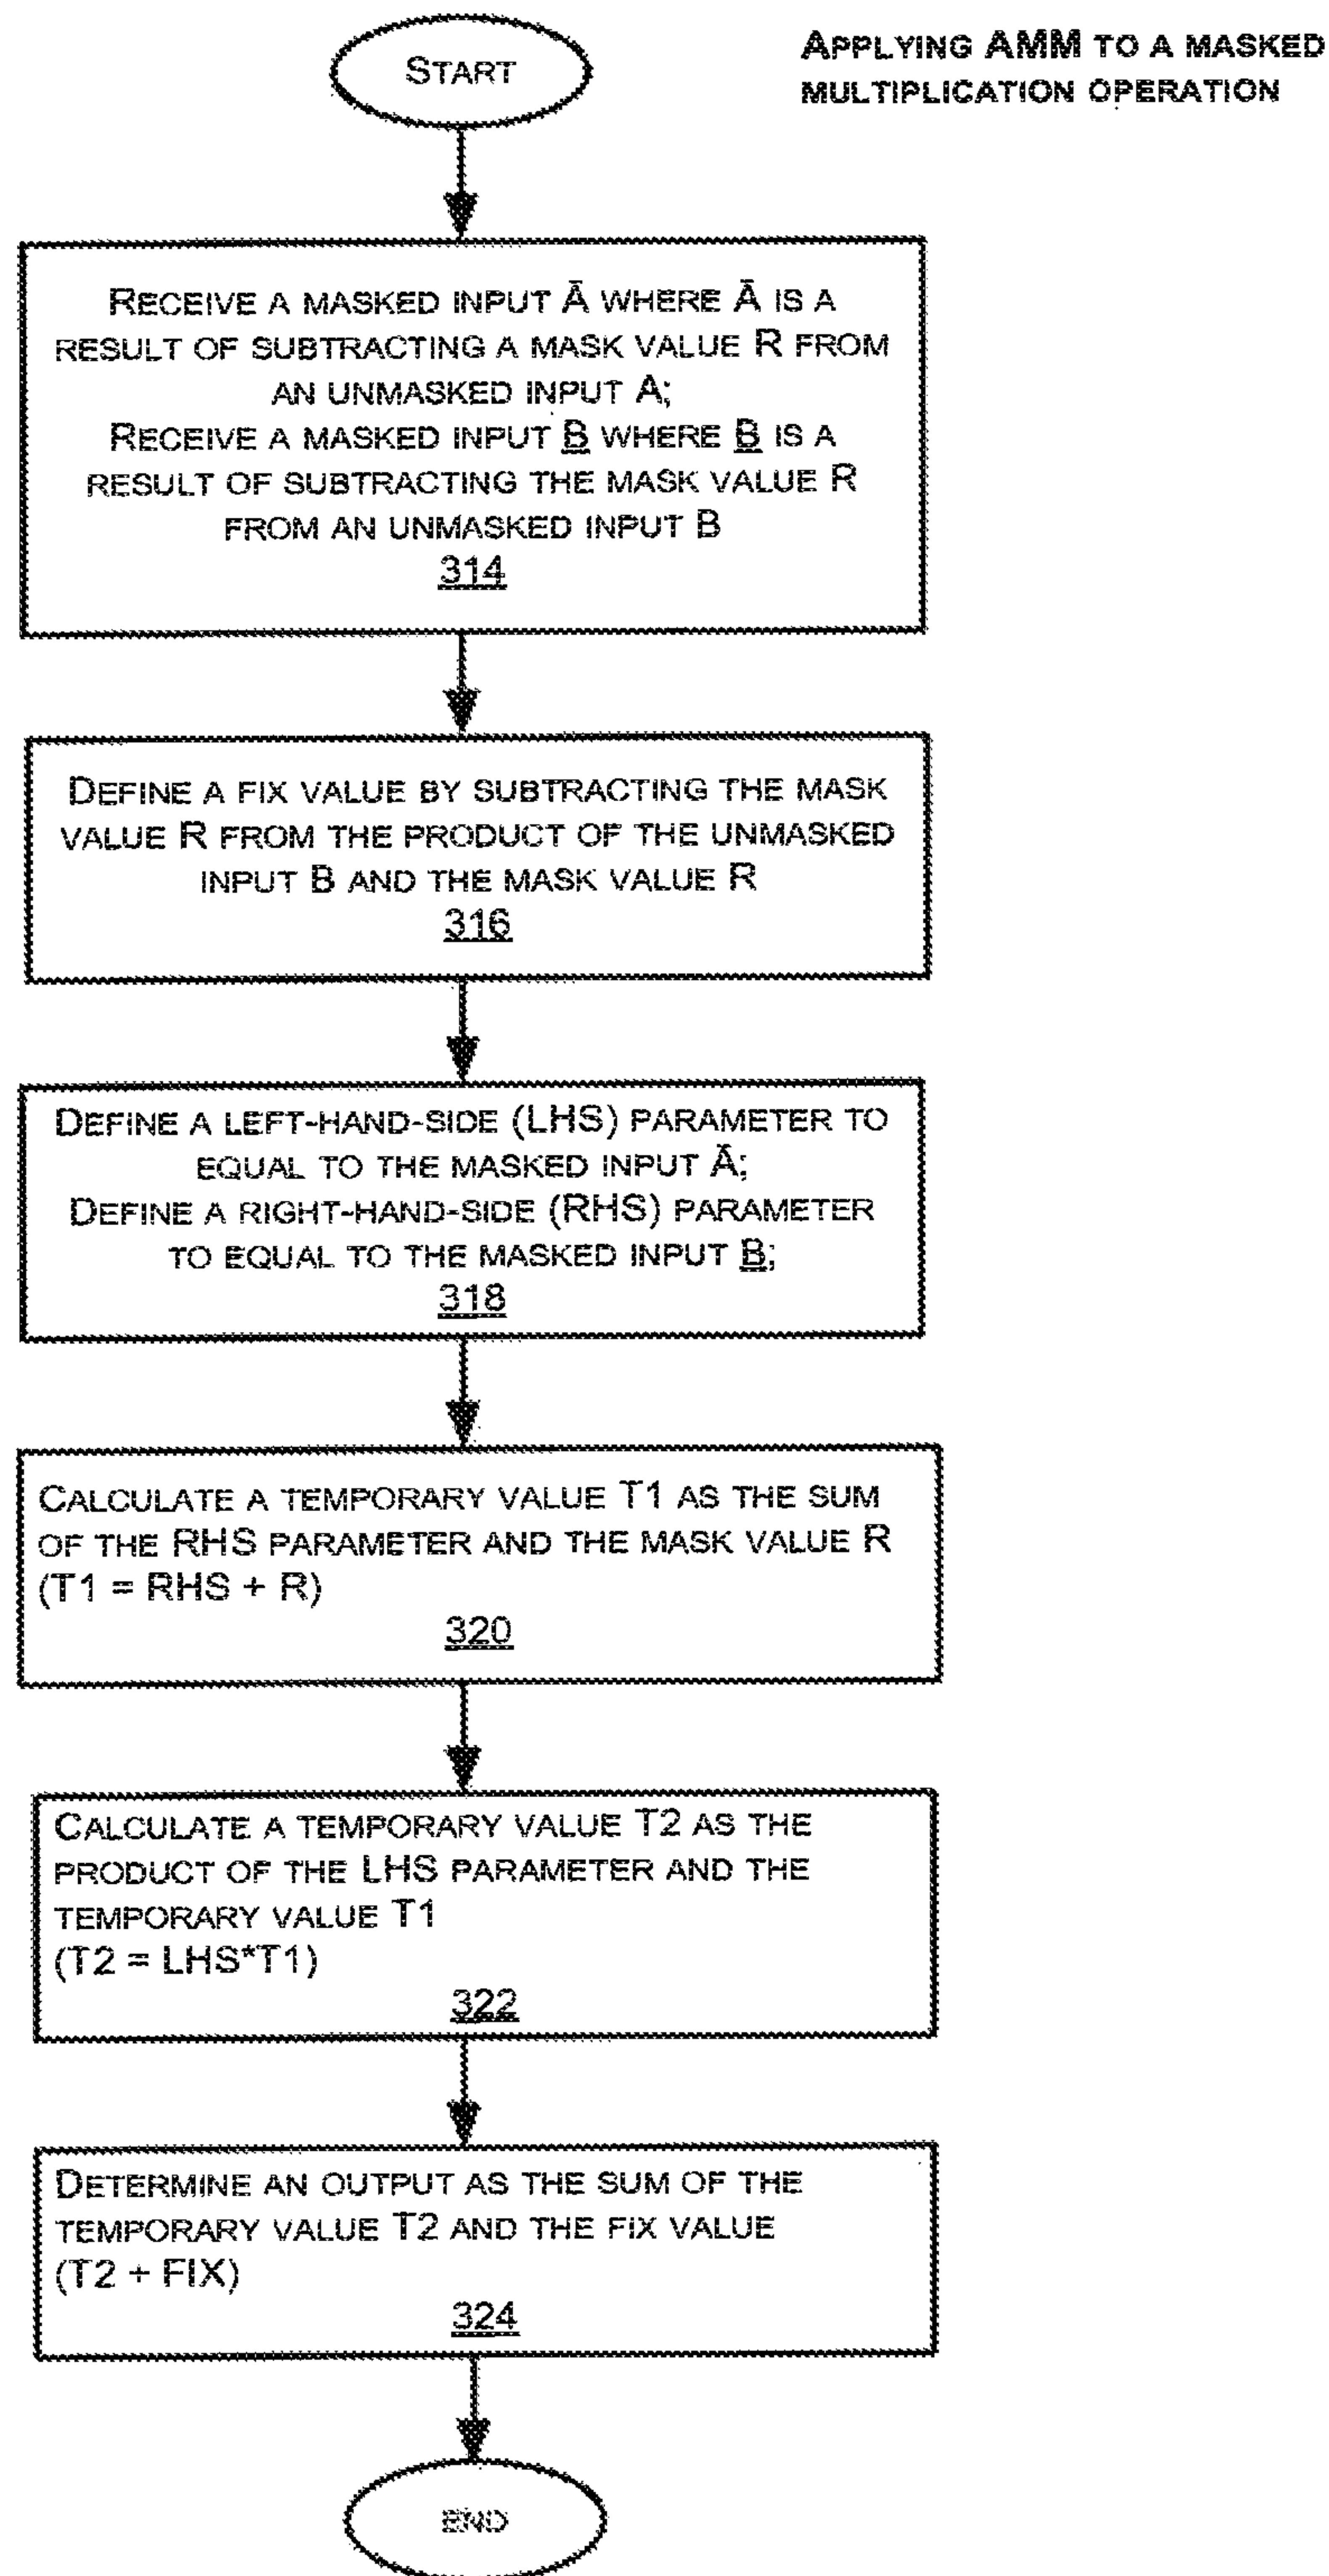 APPLYING AMM TO A MASKED
MULTIPLICATION OPERATION
START
RECEIVE A MASKED INPUT Ā WHERE Ā IS A
RESULT OF SUBTRACTING A MASK VALUE R FROM
AN UNMASKED INPUT A;
RECEIVE A MASKED INPUT B WHERE B IS A
RESULT OF SUBTRACTING THE MASK VALUE R
FROM AN UNMASKED INPUT B
314
DEFINE A FIX VALUE BY SUBTRACTING THE MASK
VALUE R FROM THE PRODUCT OF THE UNMASKED
INPUT B AND THE MASK VALUE R
316
DEFINE A LEFT-HAND-SIDE (LHS) PARAMETER TO
EQUAL TO THE MASKED INPUT Ā;
DEFINE A RIGHT-HAND-SIDE (RHS) PARAMETER
TO EQUAL TO THE MASKED INPUT B;
318
CALCULATE A TEMPORARY VALUE T1 AS THE SUM
OF THE RHS PARAMETER AND THE MASK VALUE R
(T1 = RHS + R)
320
CALCULATE A TEMPORARY VALUE T2 AS THE
PRODUCT OF THE LHS PARAMETER AND THE
TEMPORARY VALUE T1
(T2 = LHS*T1)
322
DETERMINE AN OUTPUT AS THE SUM OF THE
TEMPORARY VALUE T2 AND THE FIX VALUE
(T2 + FIX)
324
END